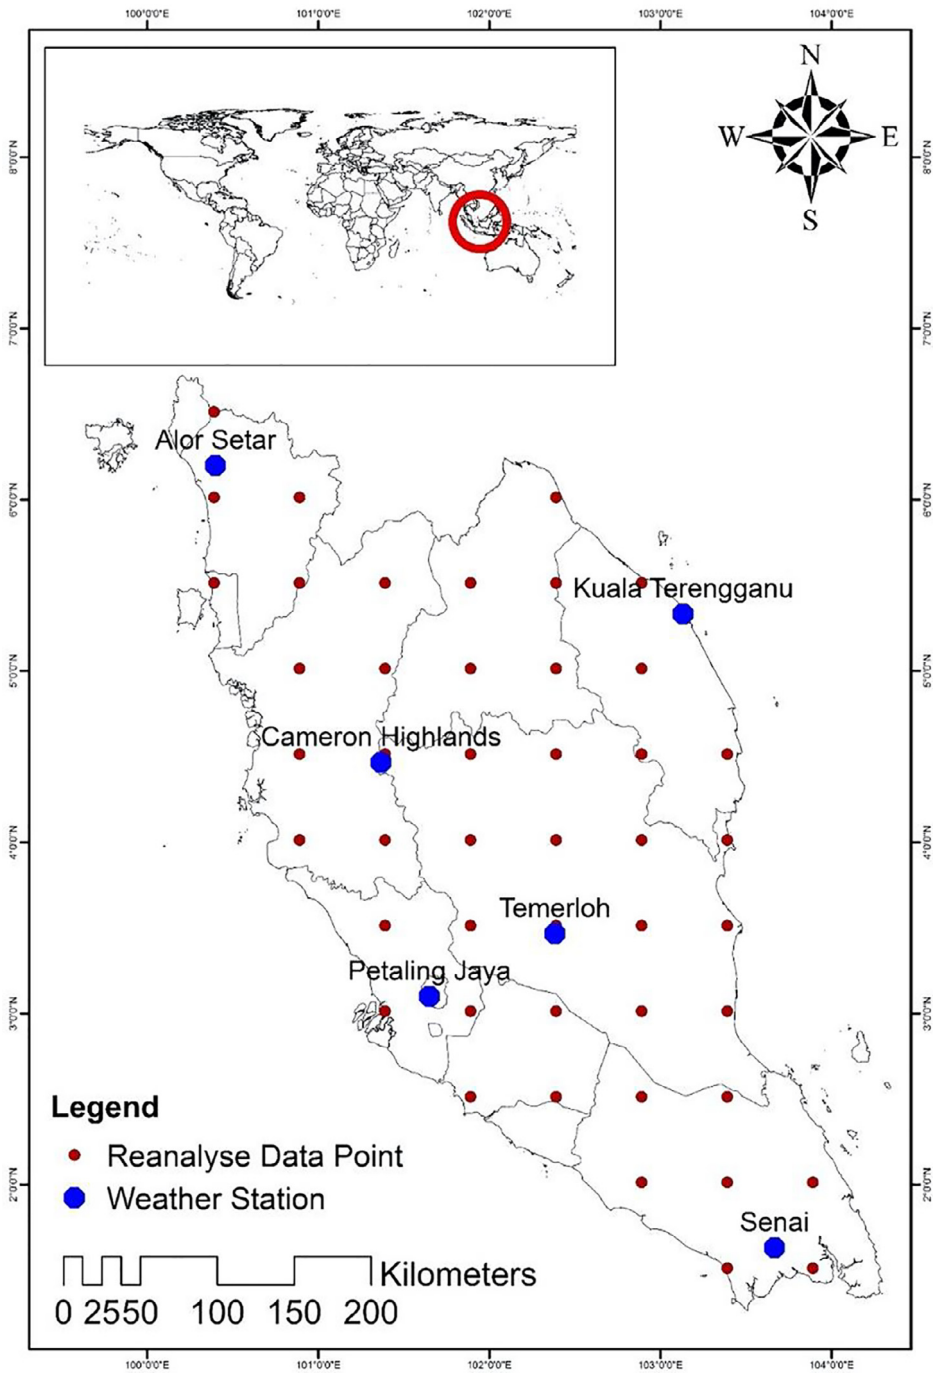 100°0'0"E 101°0'0"E 102°0'0"E 103°0'0"E 104°0'0"E
N
W E
S
8°0'0"N 8°0'0"N
7°0'0"N 7°0'0"N
Alor Setar
6°0'0"N 6°0'0"N
Kuala Terengganu
5°0'0"N 5°0'0"N
Cameron Highlands
4°0'0"N 4°0'0"N
Temerloh
Petaling Jaya
3°0'0"N 3°0'0"N
Legend
Reanalyse Data Point
2°0'0"N 2°0'0"N
Weather Station
Senai
Kilometers
0 25 50 100 150 200
100°0'0"E 101°0'0"E 102°0'0"E 103°0'0"E 104°0'0"E